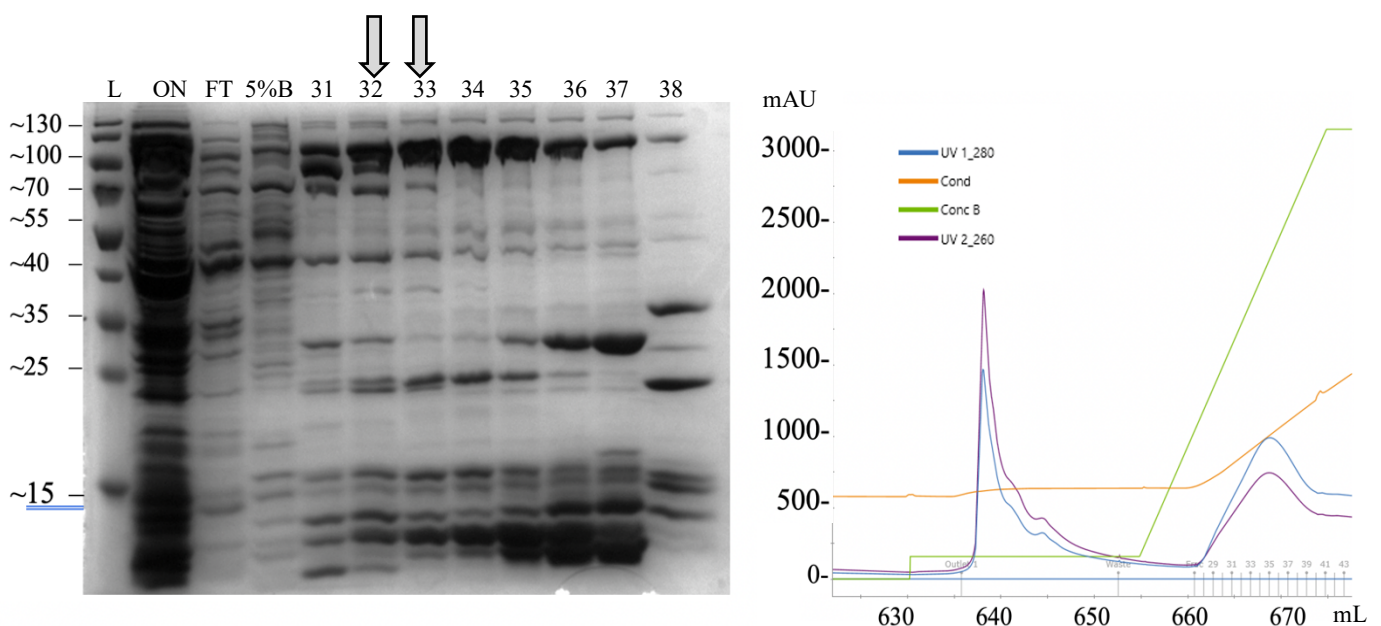 L ON FT 5%B 31 32 33 34 35 36 37 38
~130
~100
~70
~55
~40
~35
~25
~15
mAU
3000-
2500-
2000-
1500-
1000-
500-
0-
UV 1_280
Cond
Conc B
UV 2_260
Outlet 1 Waste Frac 29 31 33 35 37 39 41 43
630 640 650 660 670 mL